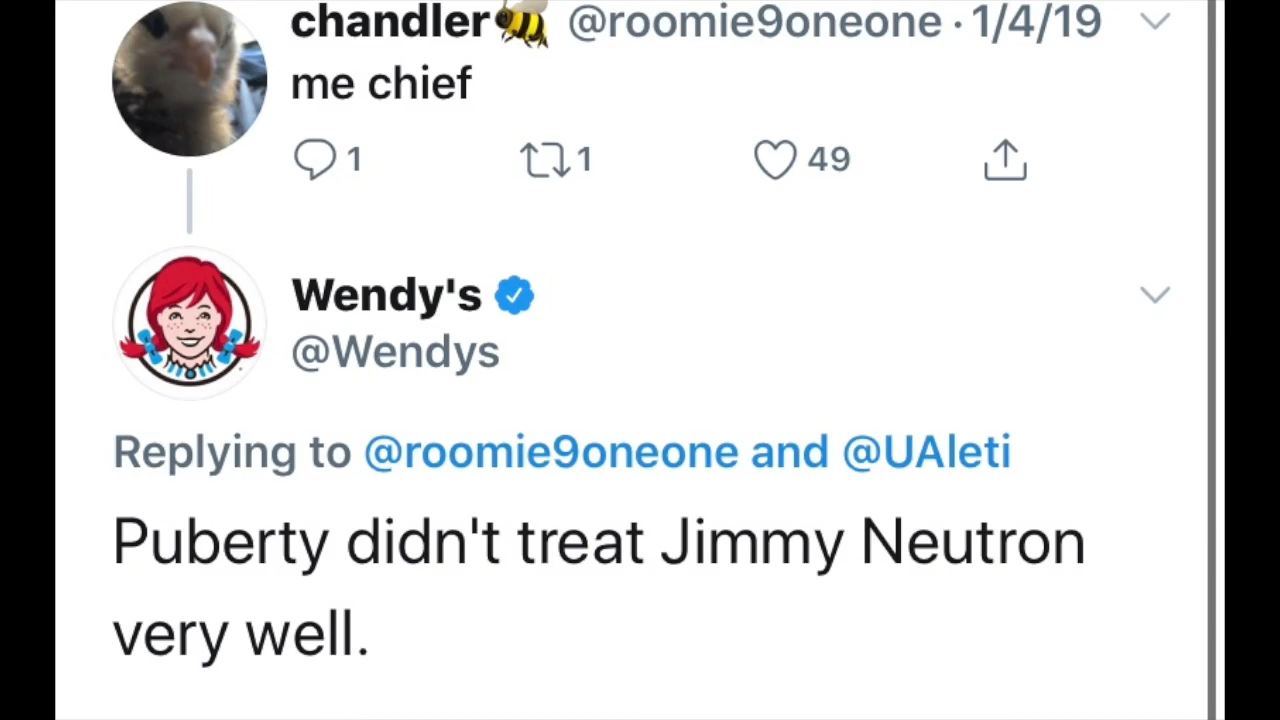 chandler🐝 @roomie9oneone · 1/4/19
me chief
1 1 49
Wendy's
@Wendys
Replying to @roomie9oneone and @UAleti
Puberty didn't treat Jimmy Neutron
very well.